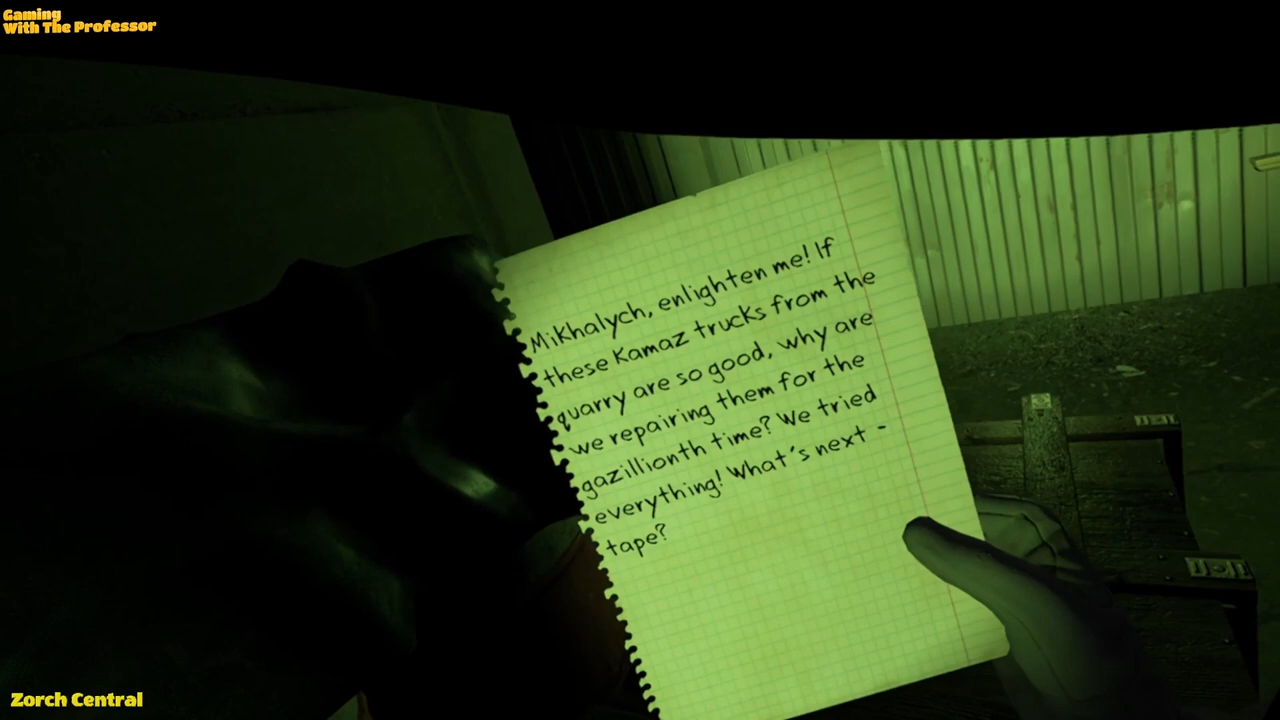 Gaming
With The Professor
Mikhalych, enlighten me! If
these Kamaz trucks from the
quarry are so good, why are
we repairing them for the
gazillionth time? We tried
everything! What's next -
tape?
Zorch Central